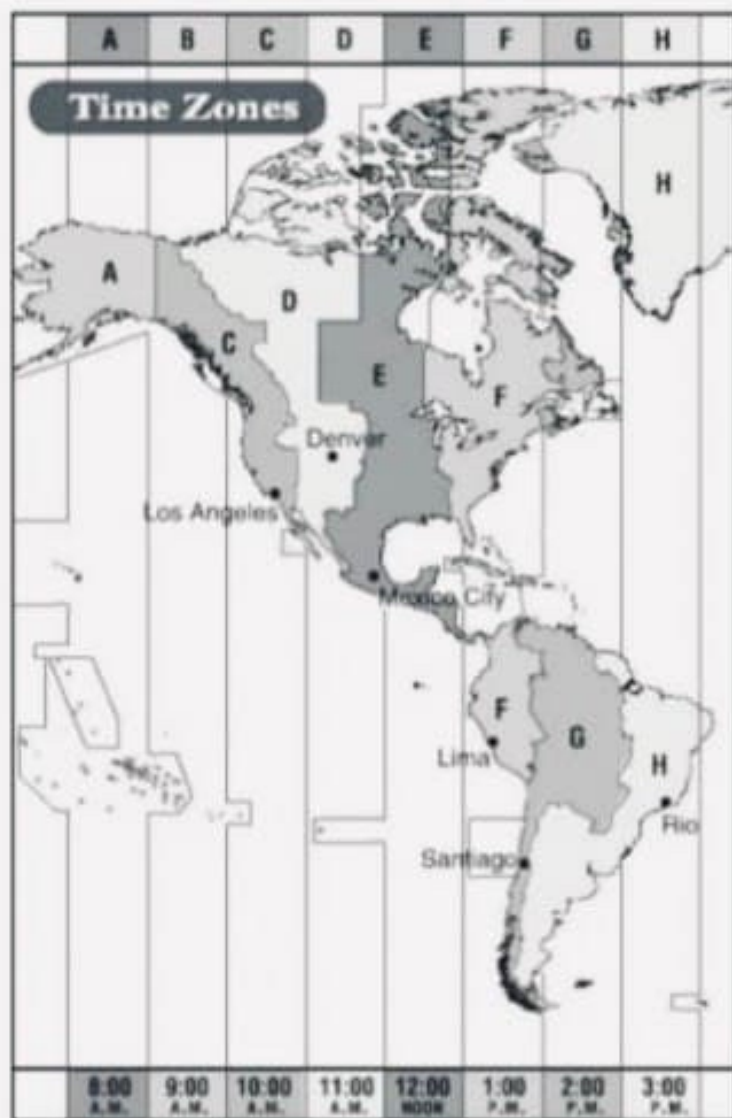 A B C D E F G H
Time Zones
H
A
D
C
E
F
Denver
Los Angeles
Mexico City
F
G
Lima
H
Rio
Santiago
8:00 9:00 10:00 11:00 12:00 1:00 2:00 3:00
A.M. A.M. A.M. A.M. NOON P.M. P.M. P.M.